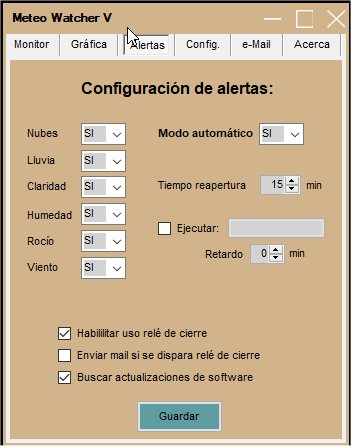 Meteo Watcher V
Monitor Gráfica Alertas Config. e-Mail Acerca
Configuración de alertas:
Nubes SI Modo automático SI
Lluvia SI
Claridad SI Tiempo reapertura 15 min
Humedad SI Ejecutar:
Rocío SI Retardo 0 min
Viento SI
Habililitar uso relé de cierre
Enviar mail si se dispara relé de cierre
Buscar actualizaciones de software
Guardar